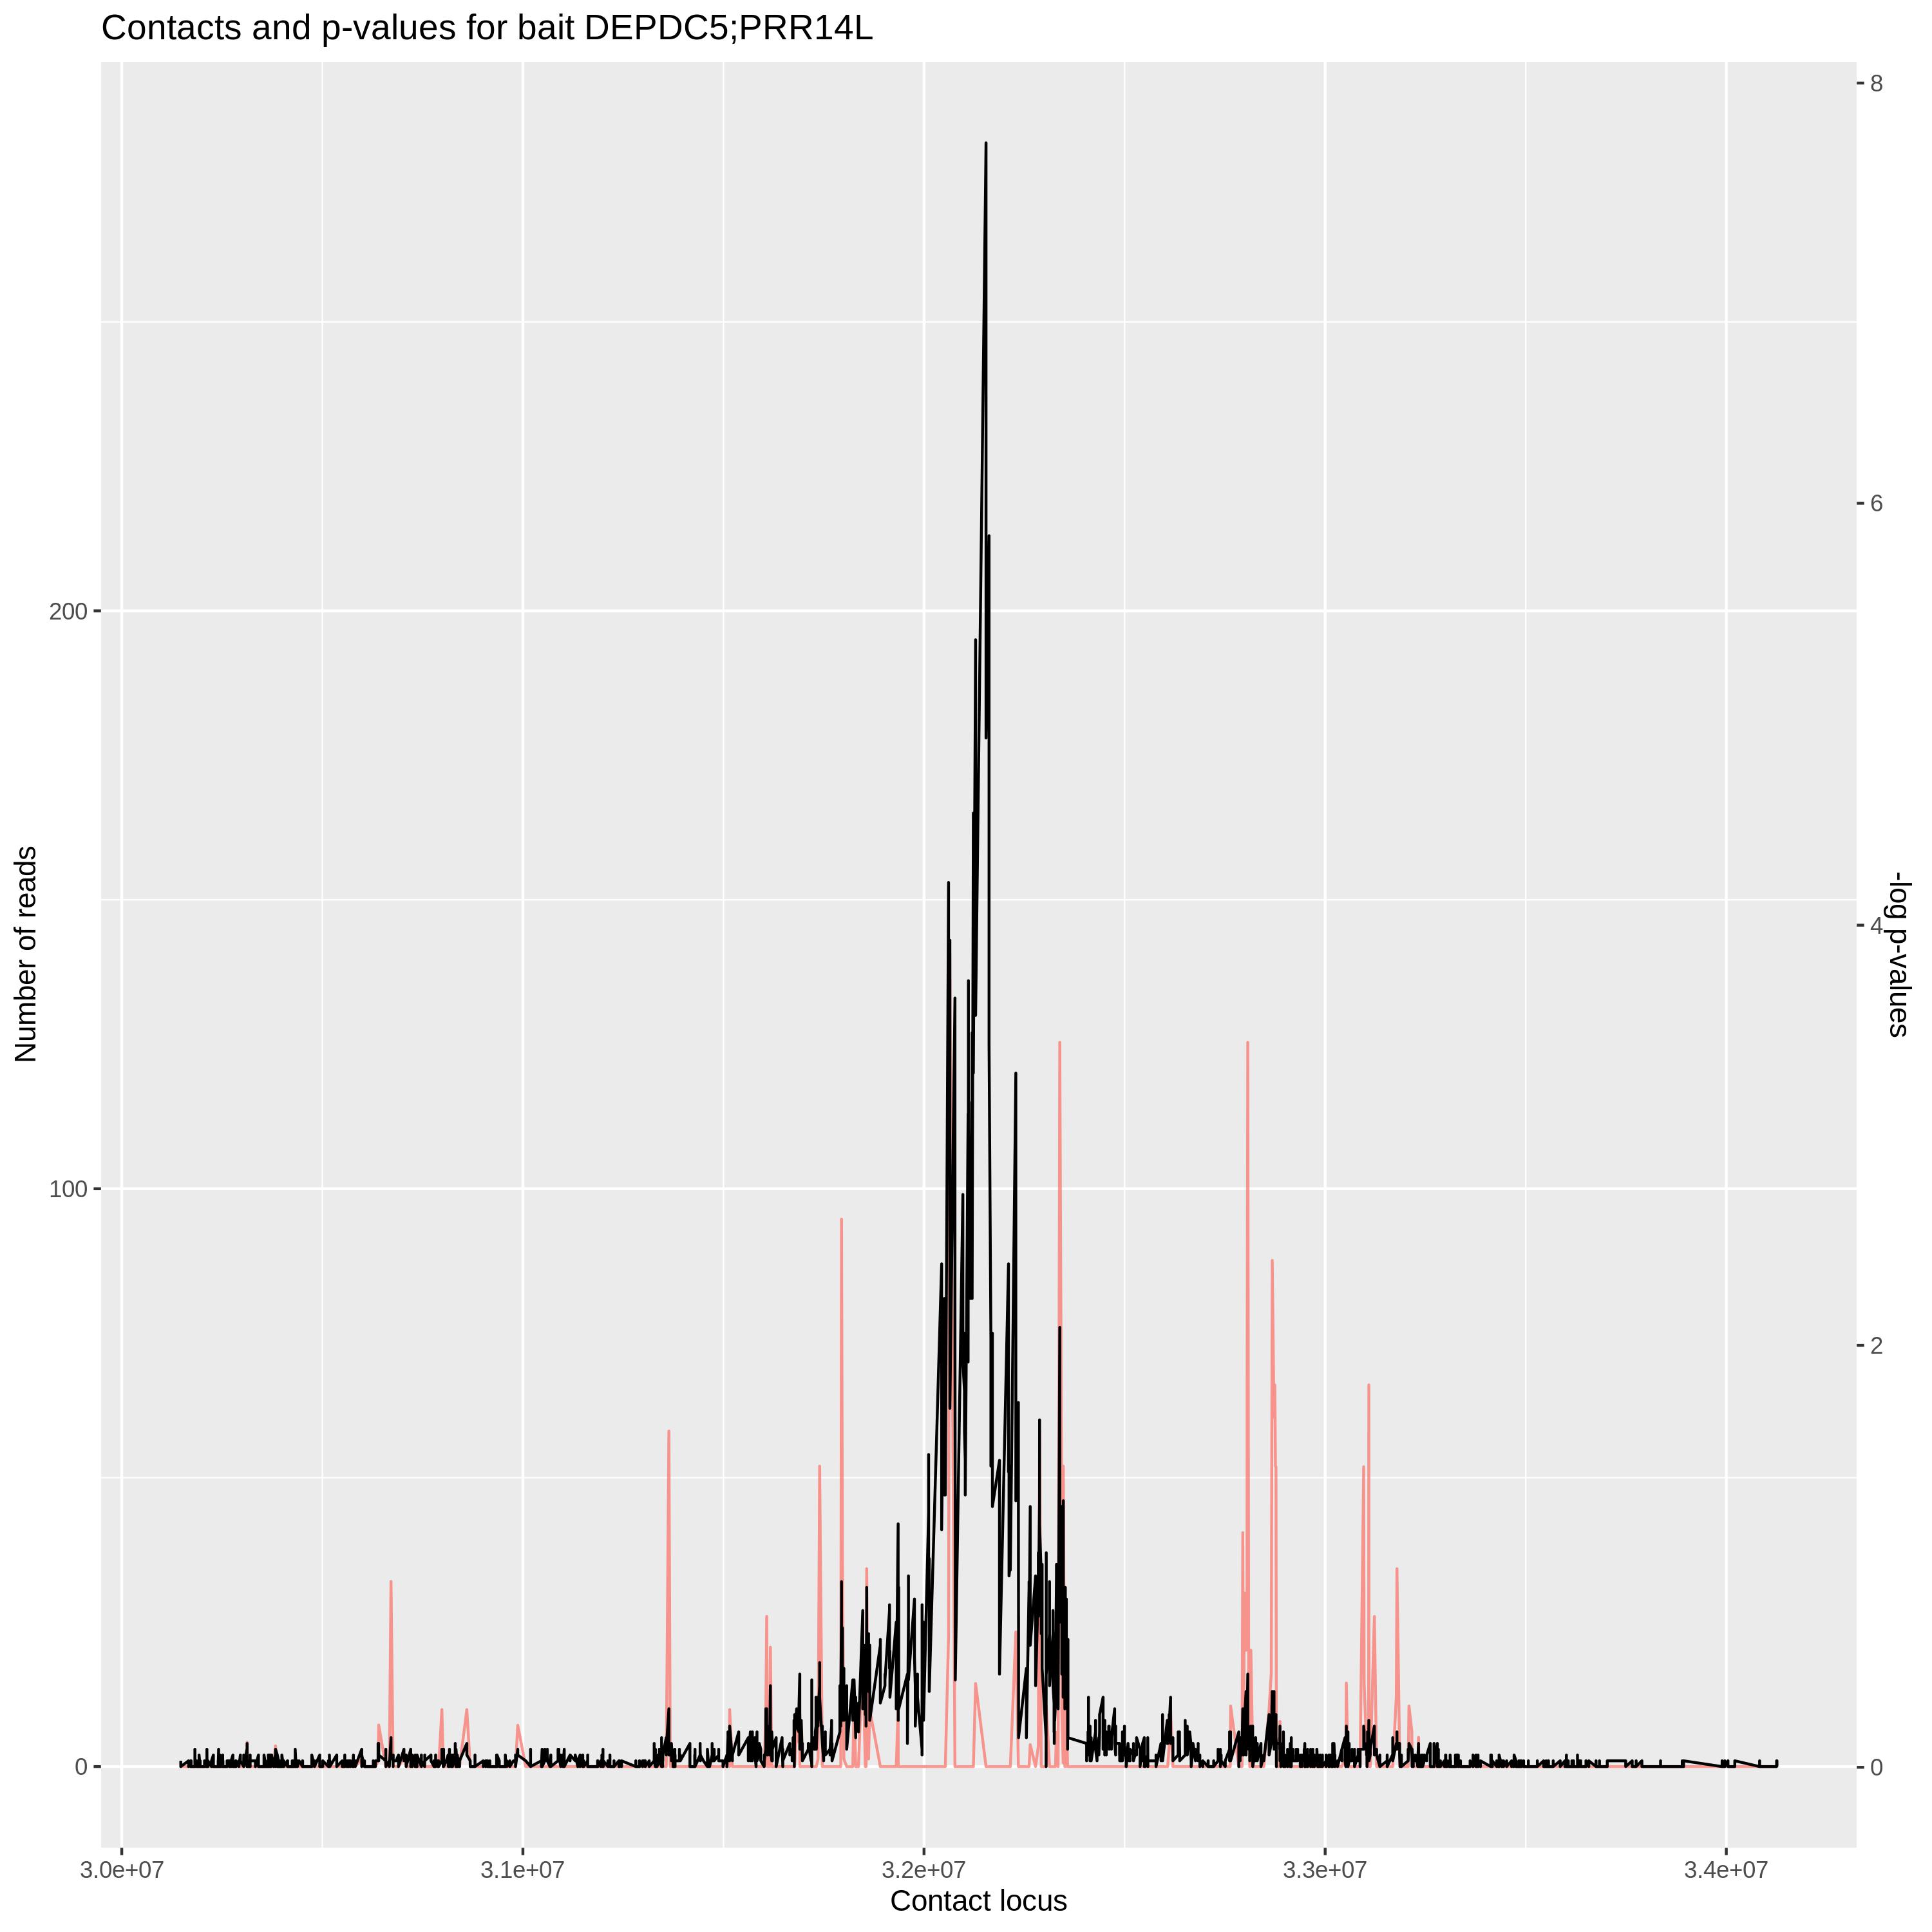 Contacts and p-values for bait DEPDC5;PRR14L
Number of reads
200
100
0
8
6
4
2
0
-log p-values
3.0e+07 3.1e+07 3.2e+07 3.3e+07 3.4e+07
Contact locus